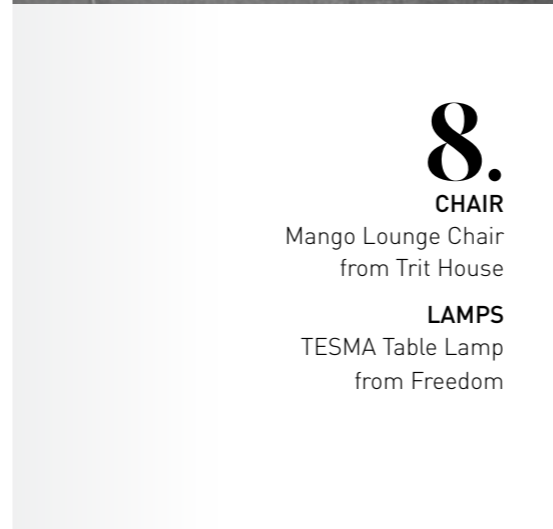 8.
CHAIR
Mango Lounge Chair
from Trit House
LAMPS
TESMA Table Lamp
from Freedom